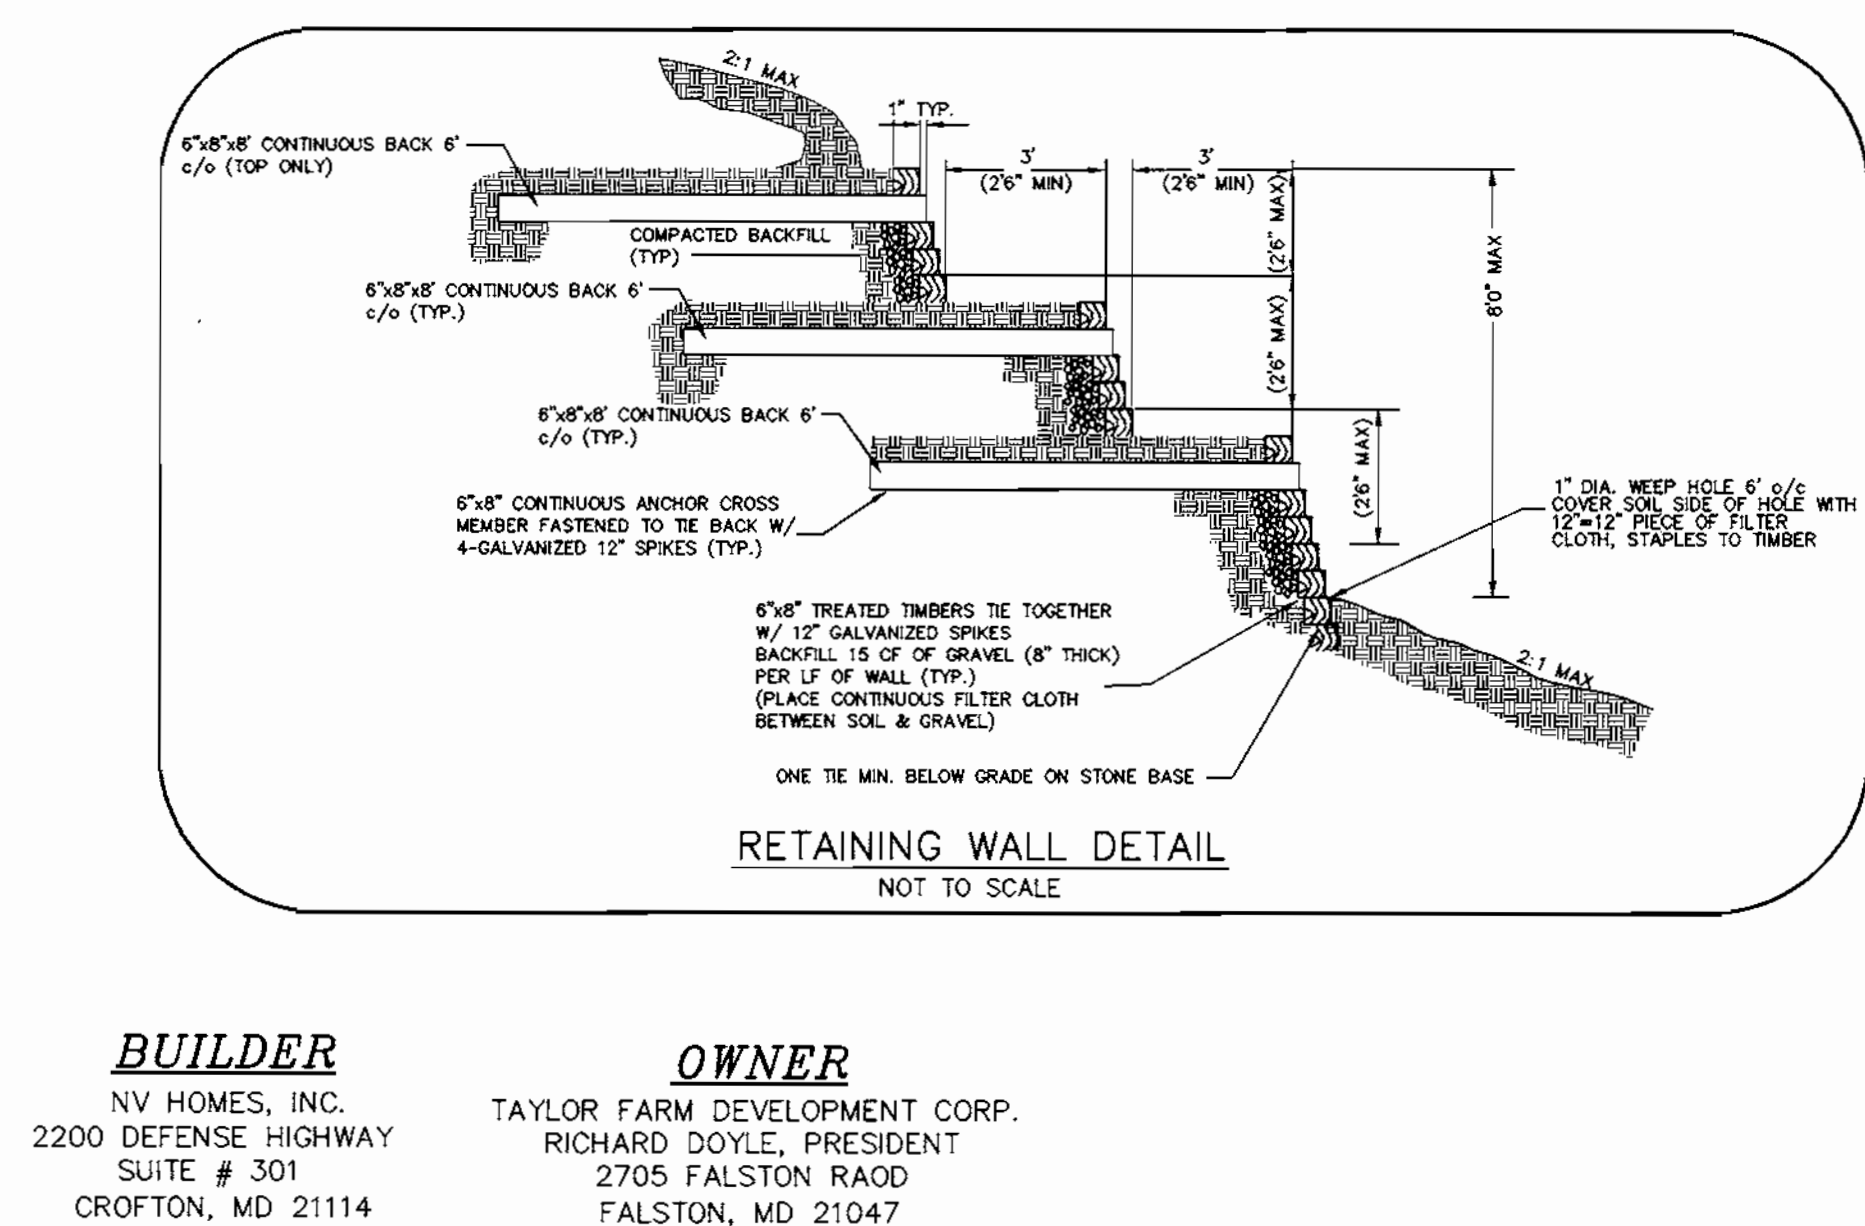 2:1 MAX
1" TYP.
6"x8"x8' CONTINUOUS BACK 6'
c/o (TOP ONLY)
3'
(2'6" MIN)
3'
(2'6" MIN)
(2'6" MAX)
8'0" MAX
COMPACTED BACKFILL
(TYP)
6"x8"x8' CONTINUOUS BACK 6'
c/o (TYP.)
(2'6" MAX)
6"x8"x8' CONTINUOUS BACK 6'
c/o (TYP.)
(2'6" MAX)
6"x8" CONTINUOUS ANCHOR CROSS
MEMBER FASTENED TO TIE BACK W/
4-GALVANIZED 12" SPIKES (TYP.)
1" DIA. WEEP HOLE 6' o/c
COVER SOIL SIDE OF HOLE WITH
12"=12" PIECE OF FILTER
CLOTH, STAPLES TO TIMBER
6"x8" TREATED TIMBERS TIE TOGETHER
W/ 12" GALVANIZED SPIKES
BACKFILL 15 CF OF GRAVEL (8" THICK)
PER LF OF WALL (TYP.)
(PLACE CONTINUOUS FILTER CLOTH
BETWEEN SOIL & GRAVEL)
2:1 MAX
ONE TIE MIN. BELOW GRADE ON STONE BASE
RETAINING WALL DETAIL
NOT TO SCALE
BUILDER
NV HOMES, INC.
2200 DEFENSE HIGHWAY
SUITE # 301
CROFTON, MD 21114
OWNER
TAYLOR FARM DEVELOPMENT CORP.
RICHARD DOYLE, PRESIDENT
2705 FALSTON RAOD
FALSTON, MD 21047